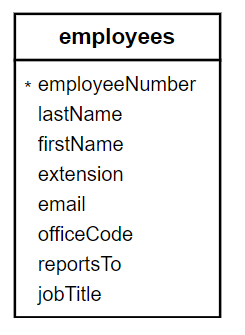 employees
* employeeNumber
lastName
firstName
extension
email
officeCode
reportsTo
jobTitle